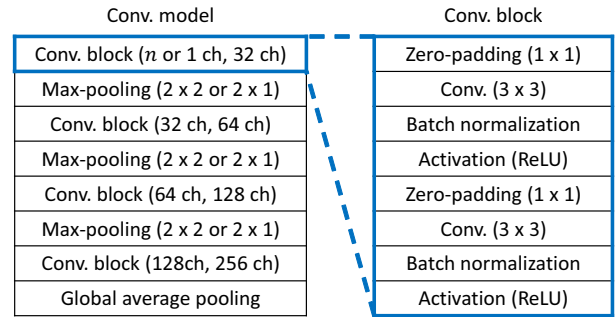 Conv. model
Conv. block (n or 1 ch, 32 ch)
Max-pooling (2 x 2 or 2 x 1)
Conv. block (32 ch, 64 ch)
Max-pooling (2 x 2 or 2 x 1)
Conv. block (64 ch, 128 ch)
Max-pooling (2 x 2 or 2 x 1)
Conv. block (128ch, 256 ch)
Global average pooling
Conv. block
Zero-padding (1 x 1)
Conv. (3 x 3)
Batch normalization
Activation (ReLU)
Zero-padding (1 x 1)
Conv. (3 x 3)
Batch normalization
Activation (ReLU)